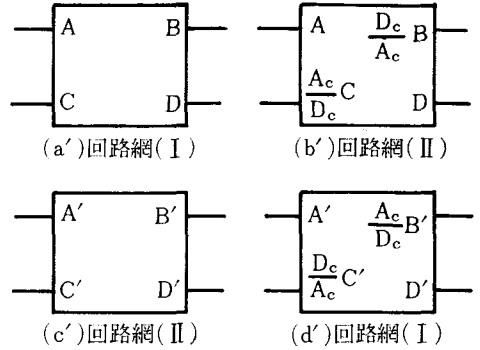 A B A D_c/A_c B
C D A_c/D_c C D
(a′)回路網(Ⅰ) (b′)回路網(Ⅱ)
A′ B′ A′ A_c/D_c B′
C′ D′ D_c/A_c C′ D′
(c′)回路網(Ⅱ) (d′)回路網(Ⅰ)